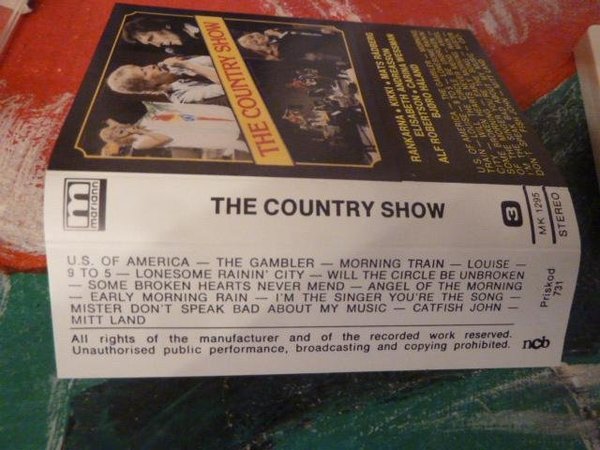 THE COUNTRY SHOW
RANKARNA • KIKKI • MATS RÅDBERG
ELISABETH
ALF ROBERTSON
m
mariann
THE COUNTRY SHOW
3
MK 1295
STEREO
U.S. OF AMERICA — THE GAMBLER — MORNING TRAIN — LOUISE —
9 TO 5 — LONESOME RAININ' CITY — WILL THE CIRCLE BE UNBROKEN
— SOME BROKEN HEARTS NEVER MEND — ANGEL OF THE MORNING
— EARLY MORNING RAIN — I'M THE SINGER YOU'RE THE SONG —
MISTER DON'T SPEAK BAD ABOUT MY MUSIC — CATFISH JOHN —
MITT LAND
Priskod
731
All rights of the manufacturer and of the recorded work reserved.
Unauthorised public performance, broadcasting and copying prohibited.
ncb